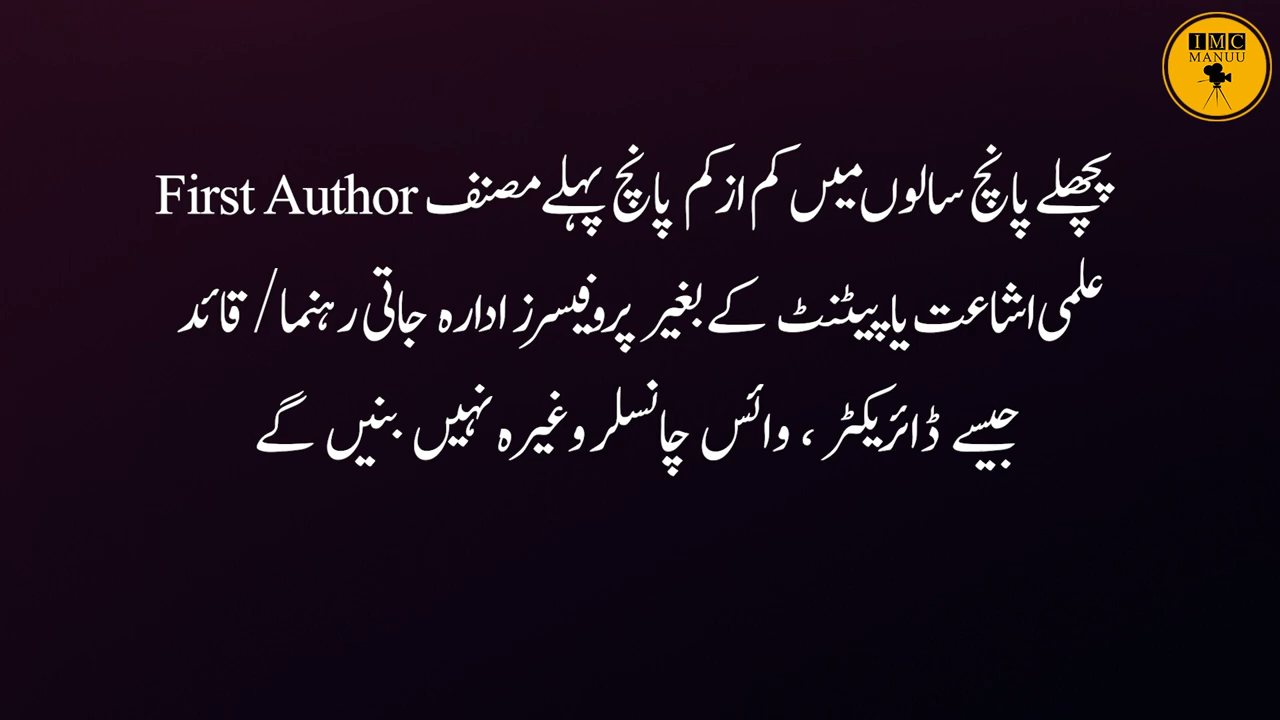 IMC
MANUU
پچھلے پانچ سالوں میں کم از کم پانچ پہلے مصنف First Author
علمی اشاعت یا پیٹنٹ کے بغیر پروفیسرز ادارہ جاتی رہنما/ قائد
جیسے ڈائریکٹر ، وائس چانسلر وغیرہ نہیں بنیں گے